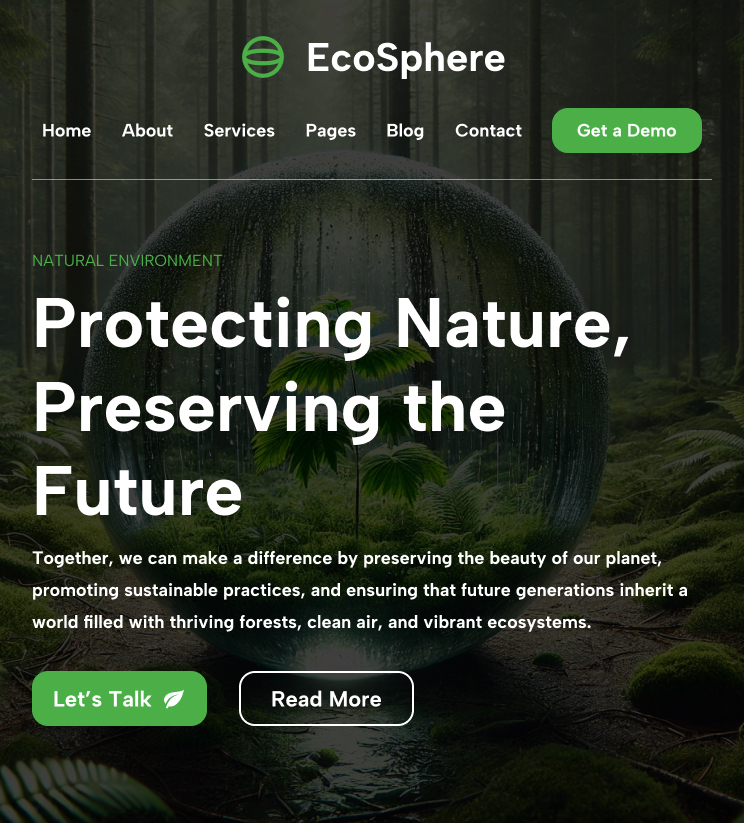 EcoSphere
Home About Services Pages Blog Contact Get a Demo
NATURAL ENVIRONMENT
Protecting Nature,
Preserving the
Future
Together, we can make a difference by preserving the beauty of our planet,
promoting sustainable practices, and ensuring that future generations inherit a
world filled with thriving forests, clean air, and vibrant ecosystems.
Let’s Talk Read More